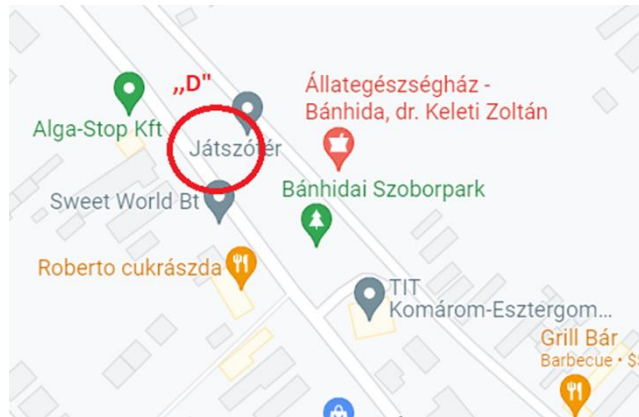 „D"
Állategészségház -
Bánhida, dr. Keleti Zoltán
Alga-Stop Kft
Játszótér
Bánhidai Szoborpark
Sweet World Bt
Roberto cukrászda
TIT
Komárom-Esztergom...
Grill Bár
Barbecue • $